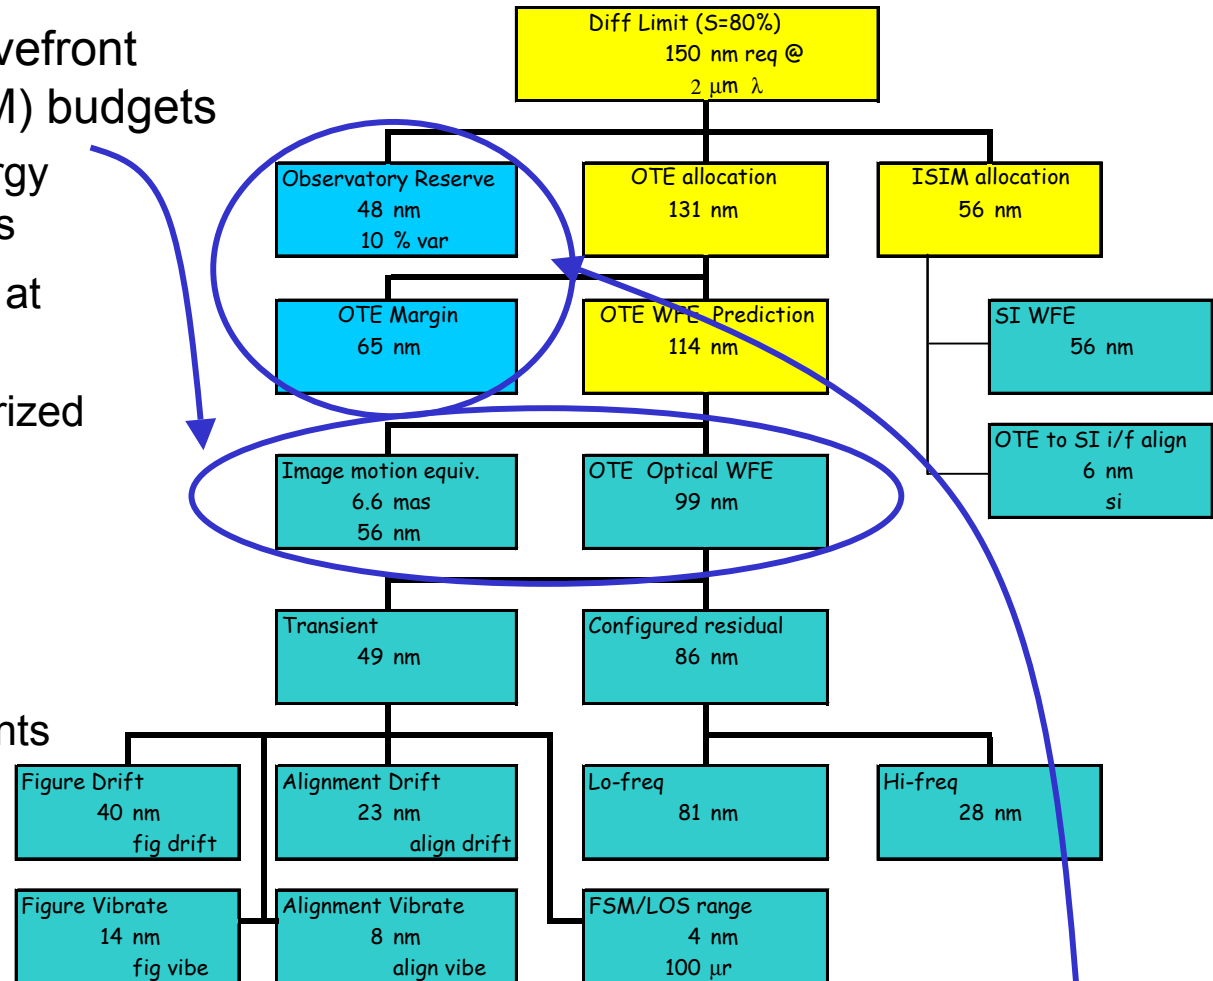 vefront
M) budgets
rgy
s
at
rized
nts
Diff Limit (S=80%)
150 nm req @
2 μm λ
Observatory Reserve
48 nm
10 % var
OTE allocation
131 nm
ISIM allocation
56 nm
OTE Margin
65 nm
OTE WFE Prediction
114 nm
SI WFE
56 nm
OTE to SI i/f align
6 nm
si
Image motion equiv.
6.6 mas
56 nm
OTE Optical WFE
99 nm
Transient
49 nm
Configured residual
86 nm
Figure Drift
40 nm
fig drift
Alignment Drift
23 nm
align drift
Lo-freq
81 nm
Hi-freq
28 nm
Figure Vibrate
14 nm
fig vibe
Alignment Vibrate
8 nm
align vibe
FSM/LOS range
4 nm
100 μr